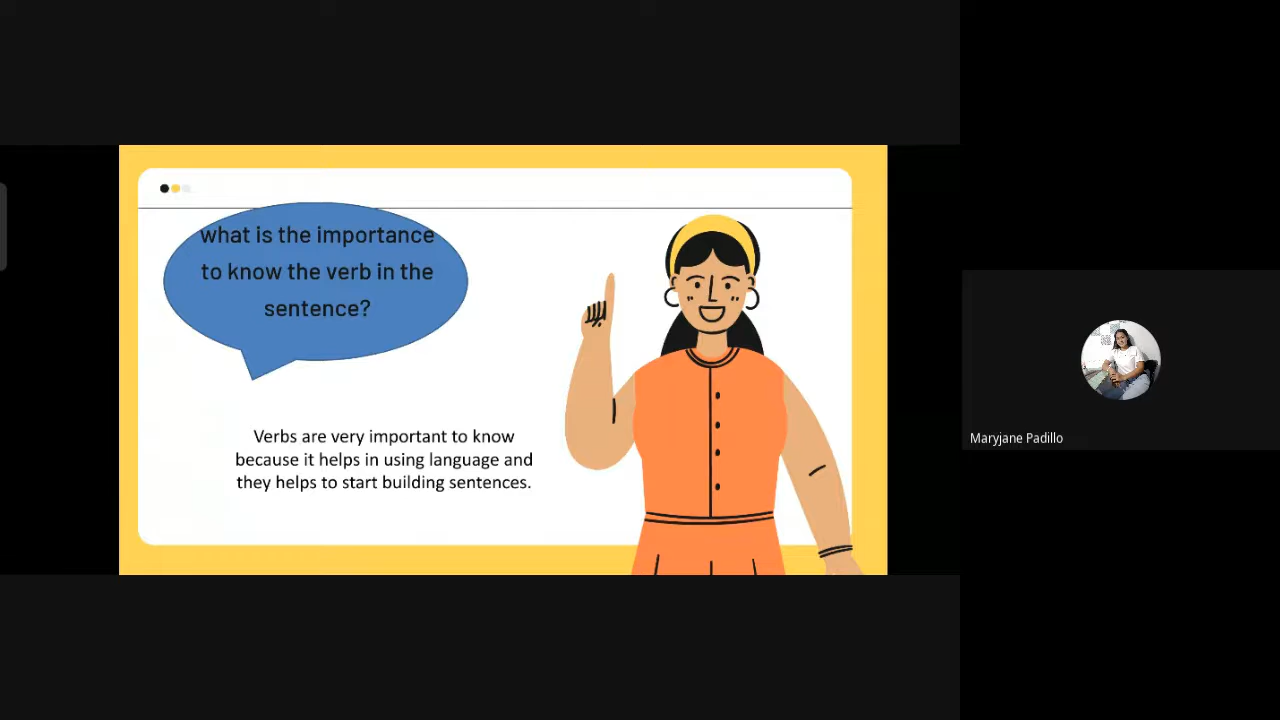 what is the importance
to know the verb in the
sentence?
Verbs are very important to know
because it helps in using language and
they helps to start building sentences.
Maryjane Padillo